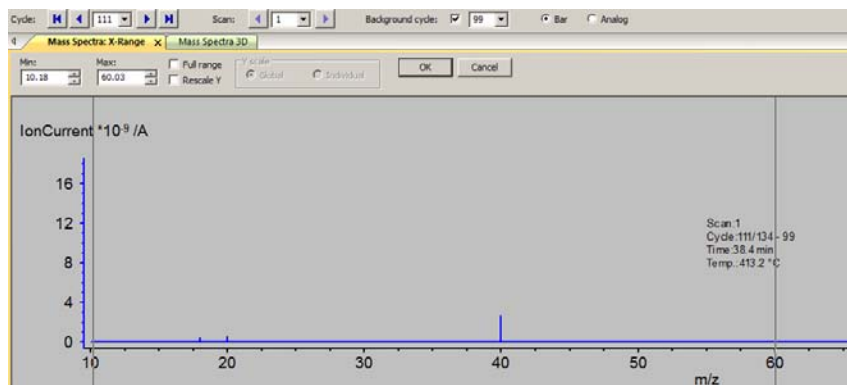 Cycle: 111 Scan: 1 Background cycle: 99 Bar Analog
Mass Spectra: X-Range x Mass Spectra 3D
Min: Max: Full range Y scale OK Cancel
10.18 60.03 Rescale Y Global Individual
IonCurrent *10-9 /A
16
12
8
4
0
Scan:1
Cycle:111/134 - 99
Time:38.4 min
Temp.:413.2 °C
10 20 30 40 50 60
m/z